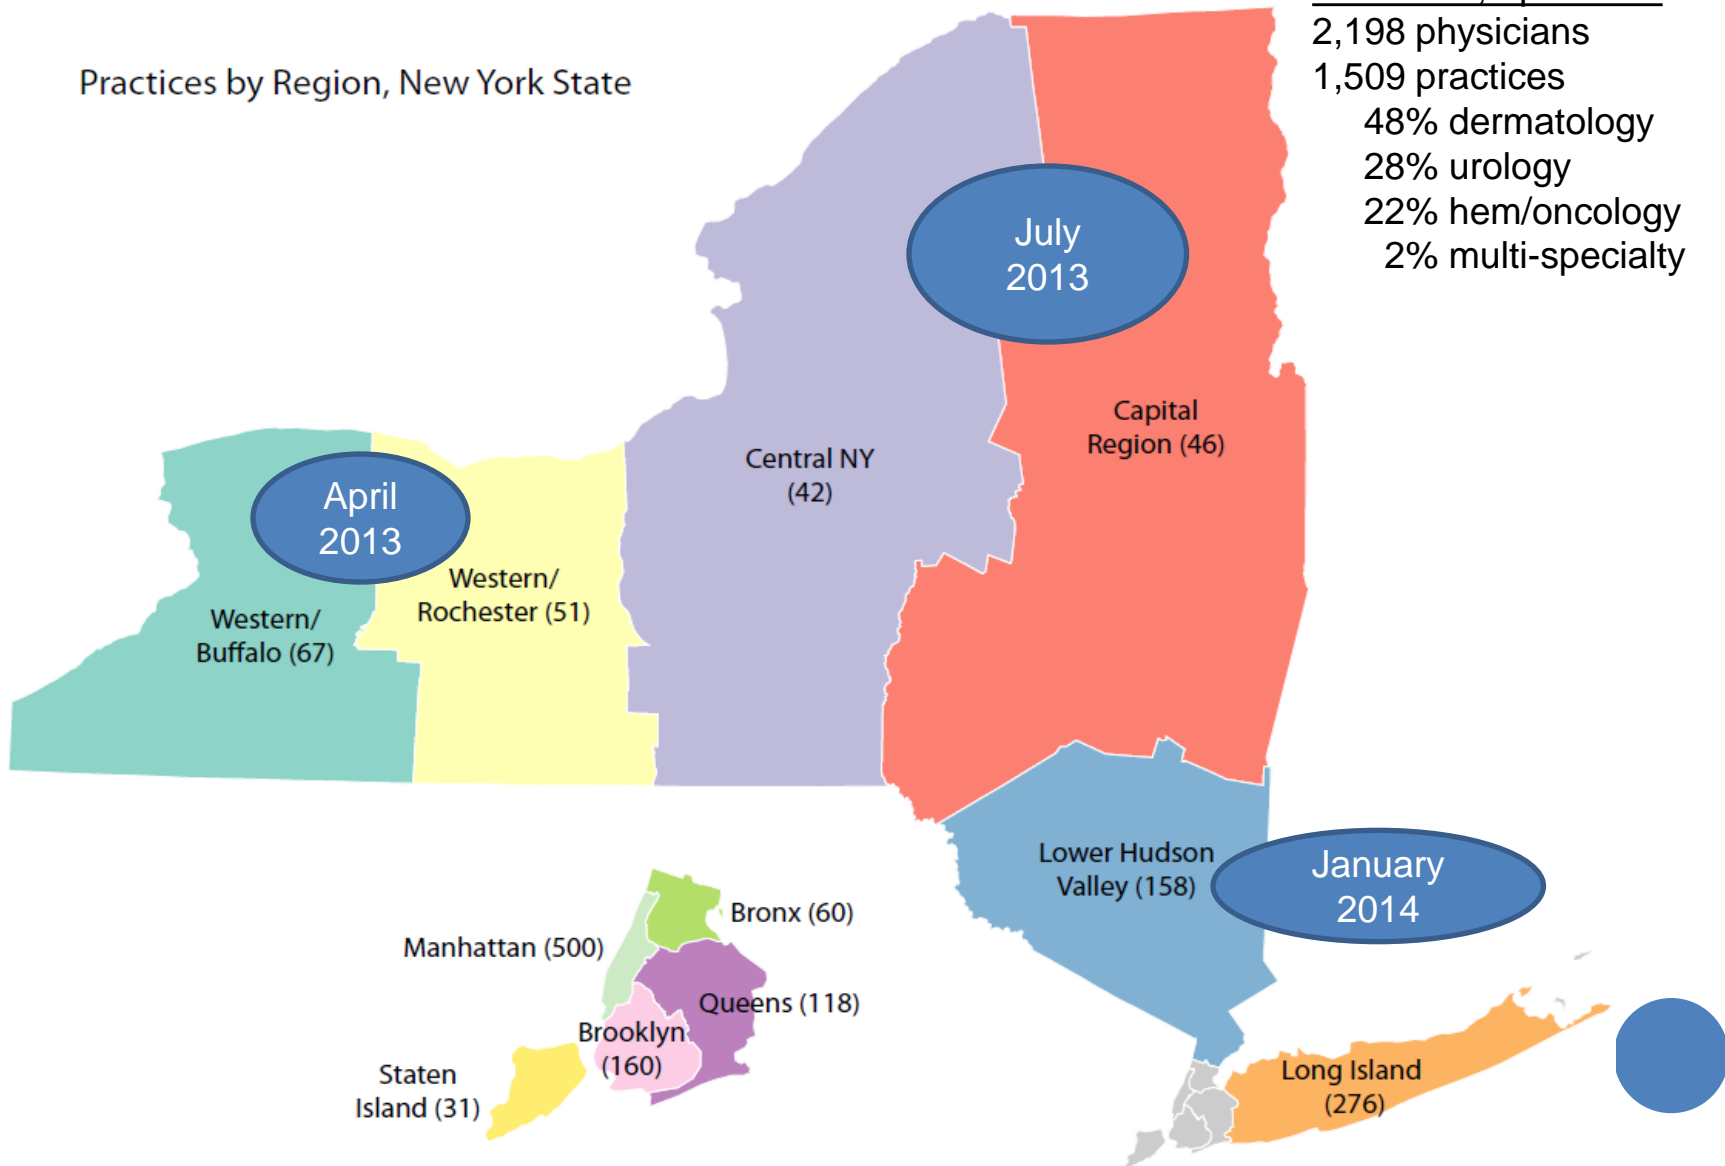 Practices by Region, New York State
2,198 physicians
1,509 practices
48% dermatology
28% urology
22% hem/oncology
2% multi-specialty
July
2013
Capital
Region (46)
Central NY
(42)
April
2013
Western/
Rochester (51)
Western/
Buffalo (67)
Lower Hudson
Valley (158)
January
2014
Bronx (60)
Manhattan (500)
Queens (118)
Brooklyn
(160)
Staten
Island (31)
Long Island
(276)